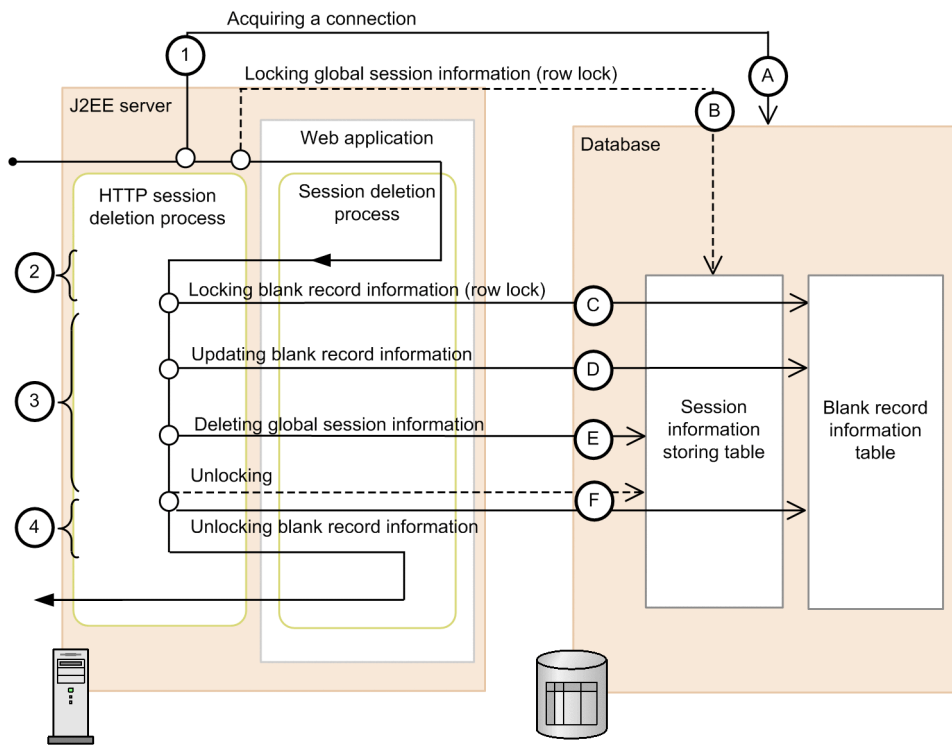 Acquiring a connection
1
A
Locking global session information (row lock)
B
J2EE server
Web application
Database
HTTP session
deletion process
Session deletion
process
2
Locking blank record information (row lock)
C
Updating blank record information
D
3
Deleting global session information
E
Session
information
storing table
Blank record
information
table
Unlocking
F
4
Unlocking blank record information